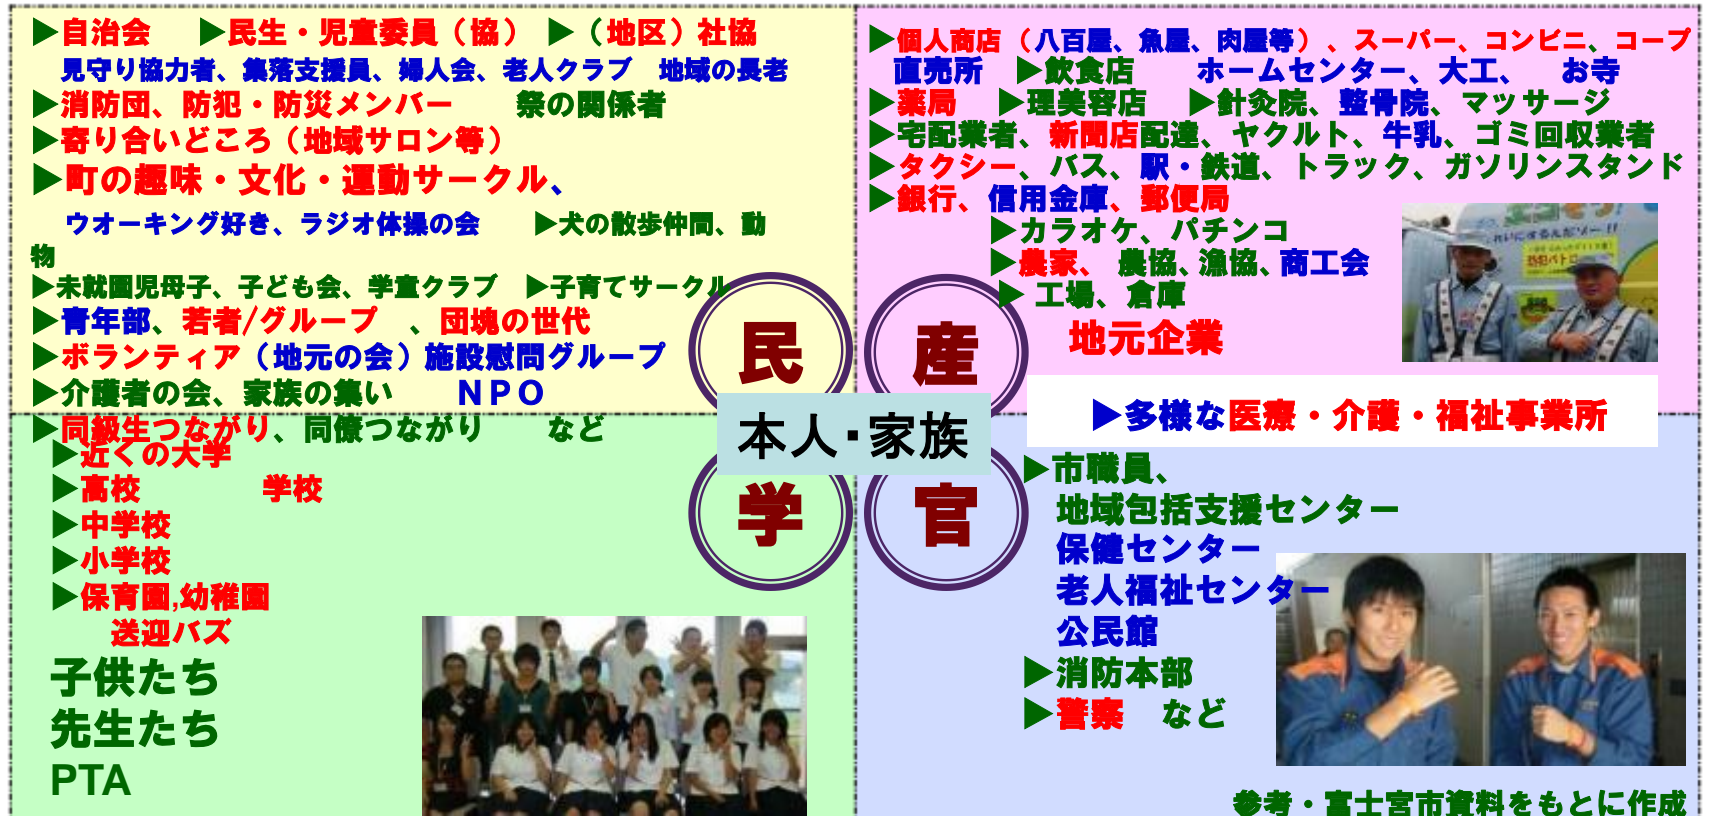 ▶自治会　▶民生・児童委員（協）　▶（地区）社協
見守り協力者、集落支援員、婦人会、老人クラブ　地域の長老
▶消防団、防犯・防災メンバー　祭の関係者
▶寄り合いどころ（地域サロン等）
▶町の趣味・文化・運動サークル、
ウオーキング好き、ラジオ体操の会　▶犬の散歩仲間、動
物
▶未就園児母子、子ども会、学童クラブ　▶子育てサークル
▶青年部、若者/グループ　、団塊の世代
▶ボランティア（地元の会）施設慰問グループ
▶介護者の会、家族の集い　ＮＰＯ
▶同級生つながり、同僚つながり　など
▶個人商店（八百屋、魚屋、肉屋等）、スーパー、コンビニ、コープ
直売所　▶飲食店　ホームセンター、大工、　お寺
▶薬局　▶理美容店　▶針灸院、整骨院、マッサージ
▶宅配業者、新聞店配達、ヤクルト、牛乳、ゴミ回収業者
▶タクシー、バス、駅・鉄道、トラック、ガソリンスタンド
▶銀行、信用金庫、郵便局
▶カラオケ、パチンコ
▶農家、農協、漁協、商工会
▶工場、倉庫
地元企業
▶多様な医療・介護・福祉事業所
民
産
本人・家族
学
官
▶近くの大学
▶高校　学校
▶中学校
▶小学校
▶保育園,幼稚園
送迎バズ
子供たち
先生たち
PTA
▶市職員、
地域包括支援センター
保健センター
老人福祉センター
公民館
▶消防本部
▶警察　など
参考・富士宮市資料をもとに作成